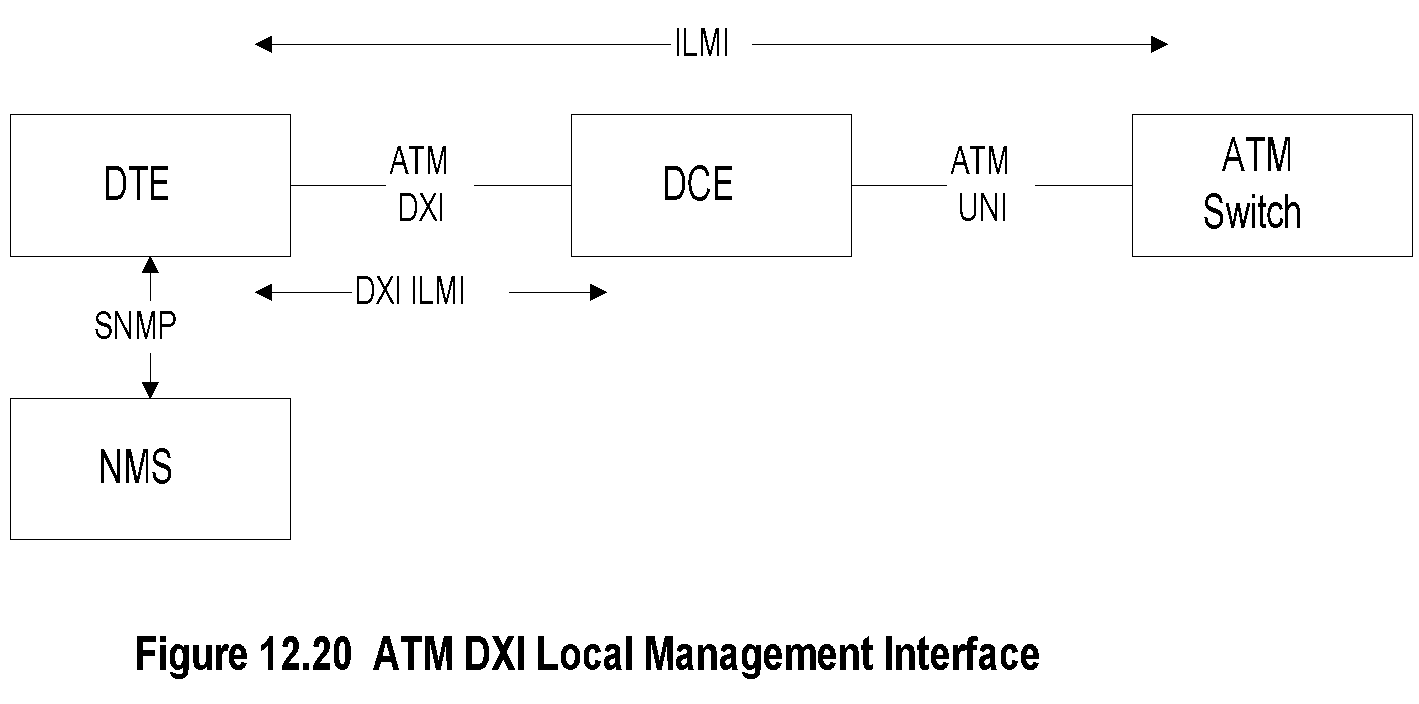 ILMI
DTE
ATM
DXI
DCE
ATM
UNI
ATM
Switch
DXI ILMI
SNMP
NMS
Figure 12.20 ATM DXI Local Management Interface